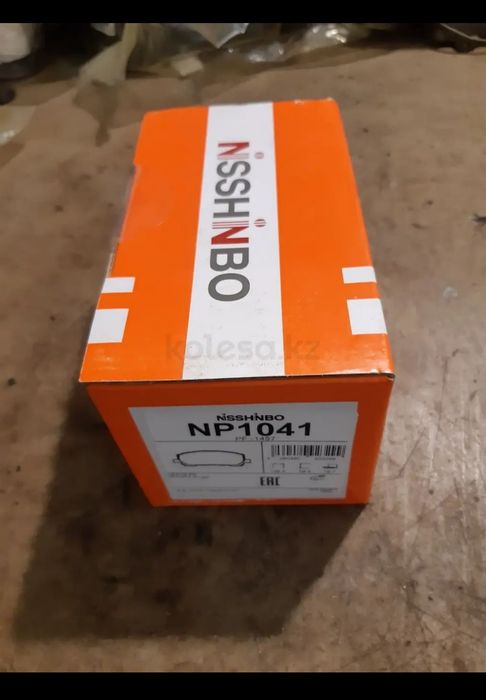 NiSSHiNBO
kolesa.kz
NiSSHiNBO
NP1041
PF-1457
EAC